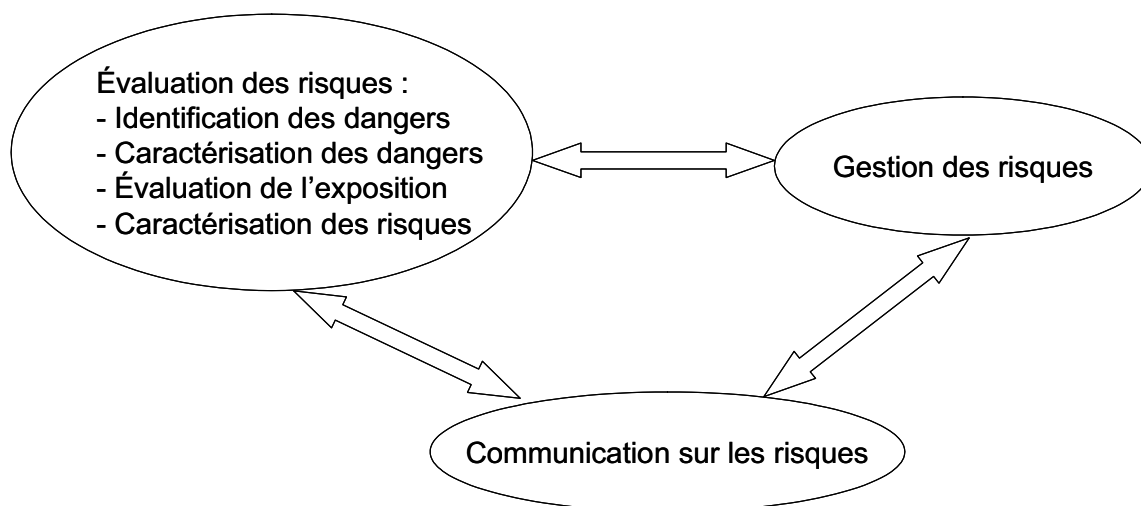 Évaluation des risques :
- Identification des dangers
- Caractérisation des dangers
- Évaluation de l’exposition
- Caractérisation des risques
Gestion des risques
Communication sur les risques